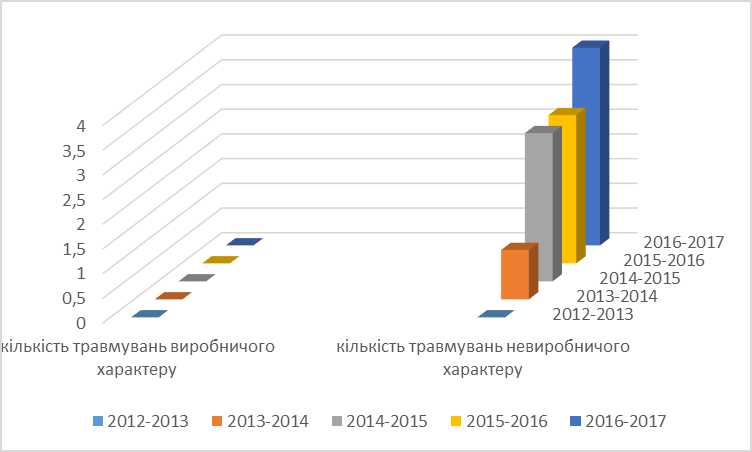 4
3,5
3
2,5
2
1,5
1
0,5
0
2016-2017
2015-2016
2014-2015
2013-2014
2012-2013
кількість травмувань виробничого
характеру
кількість травмувань невиробничого
характеру
2012-2013 2013-2014 2014-2015 2015-2016 2016-2017